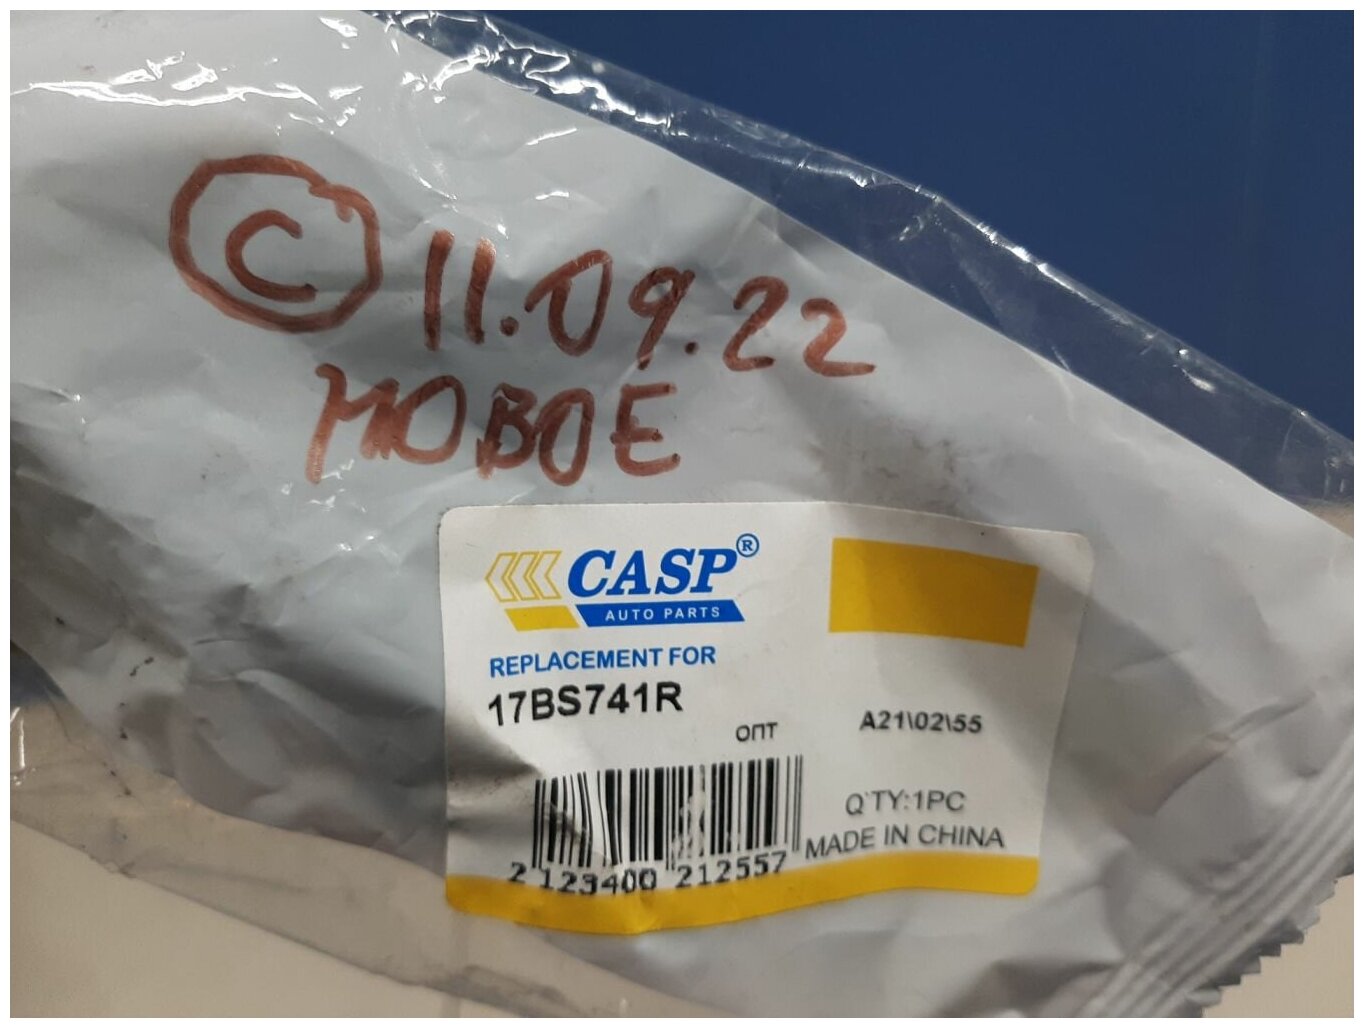 С 11.09.22
НОВОЕ
CASP®
AUTO PARTS
REPLACEMENT FOR
17BS741R
ОПТ
A21\02\55
Q'TY:1PC
MADE IN CHINA
2 123400 212557